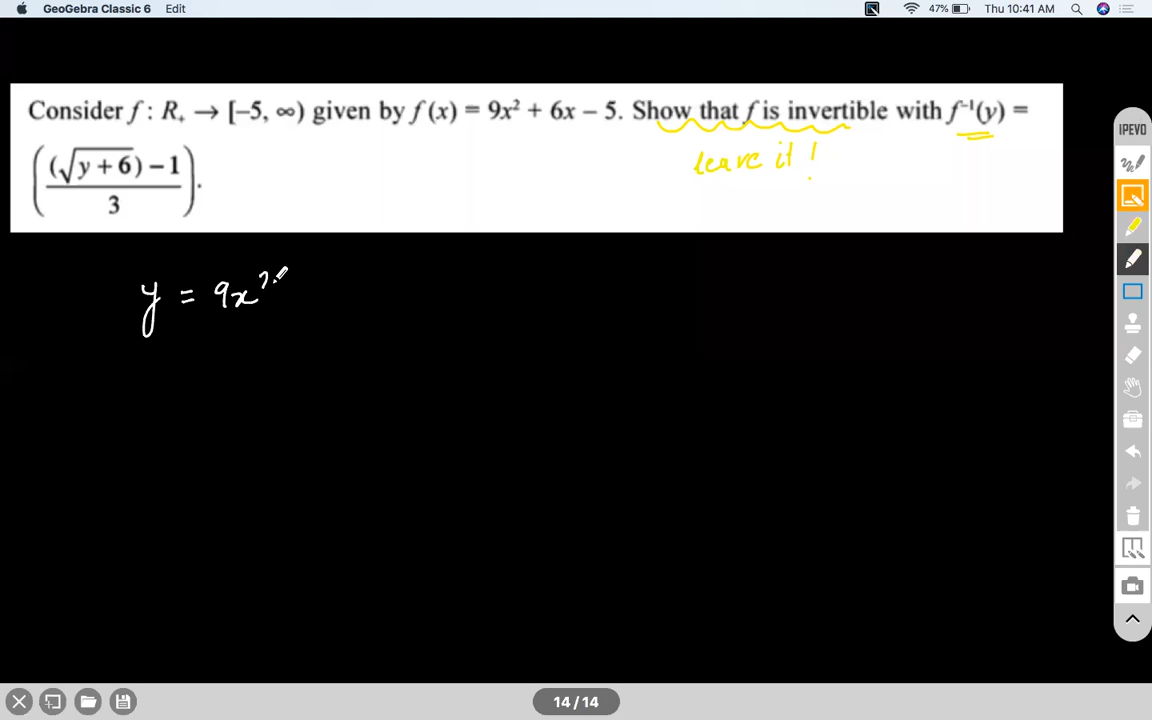 GeoGebra Classic 6 Edit 47% Thu 10:41 AM
Consider f : R₊ → [–5, ∞) given by f (x) = 9x² + 6x – 5. Show that f is invertible with f⁻¹(y) =
((√y + 6) – 1
3).
leave it !
IPEVO
y = 9x²
14 / 14